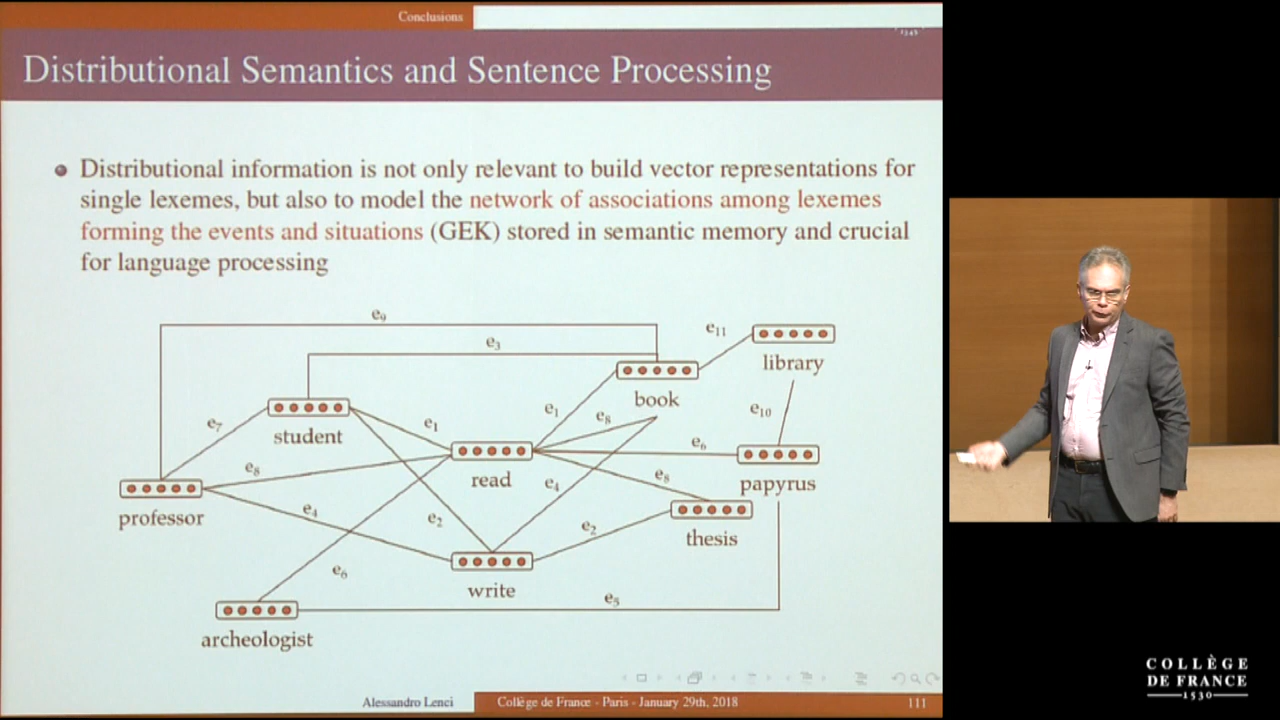 Conclusions
Distributional Semantics and Sentence Processing
Distributional information is not only relevant to build vector representations for
single lexemes, but also to model the network of associations among lexemes
forming the events and situations (GEK) stored in semantic memory and crucial
for language processing
e9
e3
e11
library
book
e7
student
e1
e1
e8
e10
e6
read
e8
papyrus
e8
professor
e4
e2
e4
e2
thesis
e6
write
e5
archeologist
Alessandro Lenci
Collège de France - Paris - January 29th, 2018
111
COLLÈGE
DE FRANCE
1530